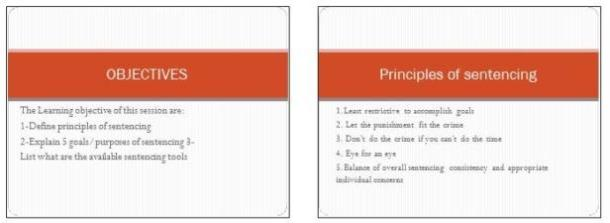 OBJECTIVES
The Learning objective of this session are:
1-Define principles of sentencing
2-Explain 5 goals/ purposes of sentencing 3-
List what are the available sentencing tools
Principles of sentencing
1. Least restrictive to accomplish goals
2. Let the punishment fit the crime
3. Don't do the crime if you can't do the time
4. Eye for an eye
5. Balance of overall sentencing consistency and appropriate
individual concerns